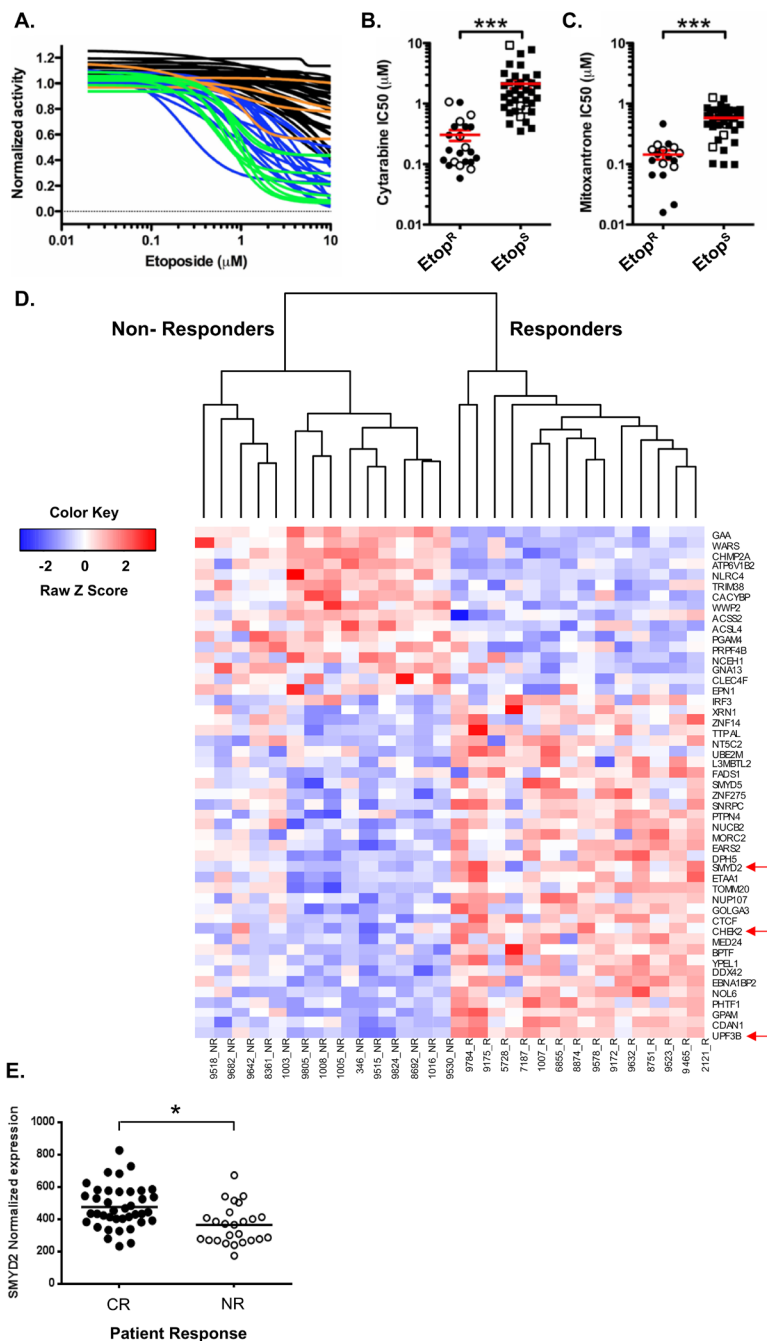 A.
Normalized activity
1.2
1.0
0.8
0.6
0.4
0.2
0.0
0.01
0.1
1
10
Etoposide (μM)
B.
***
Cytarabine IC50 (μM)
10
1
0.1
0.01
Etop^R
Etop^S
C.
***
Mitoxantrone IC50 (μM)
10
1
0.1
0.01
Etop^R
Etop^S
D.
Non- Responders
Responders
Color Key
-2
0
2
Raw Z Score
GAA
WARS
CHMP2A
ATP6V1B2
NLRC4
TRIM38
CACYBP
WWP2
ACSS2
ACSL4
PGAM4
PRPF4B
NCEH1
GNA13
CLEC4F
EPN1
IRF3
XRN1
ZNF14
TTPAL
NT5C2
UBE2M
L3MBTL2
FADS1
SMYD5
ZNF275
SNRPC
PTPN4
NUCB2
MORC2
EARS2
DPH5
SMYD2
ETAA1
TOMM20
NUP107
GOLGA3
CTCF
CHEK2
MED24
BPTF
YPEL1
DDX42
EBNA1BP2
NOL6
PHTF1
GPAM
CDAN1
UPF3B
9518_NR
9682_NR
9642_NR
8361_NR
1003_NR
9805_NR
1008_NR
1005_NR
346_NR
9515_NR
9824_NR
8692_NR
1016_NR
9530_NR
9784_R
9175_R
5728_R
7187_R
1007_R
6855_R
8874_R
9578_R
9172_R
9632_R
8751_R
9523_R
9465_R
2121_R
E.
*
SMYD2 Normalized expression
1000
800
600
400
200
0
CR
NR
Patient Response